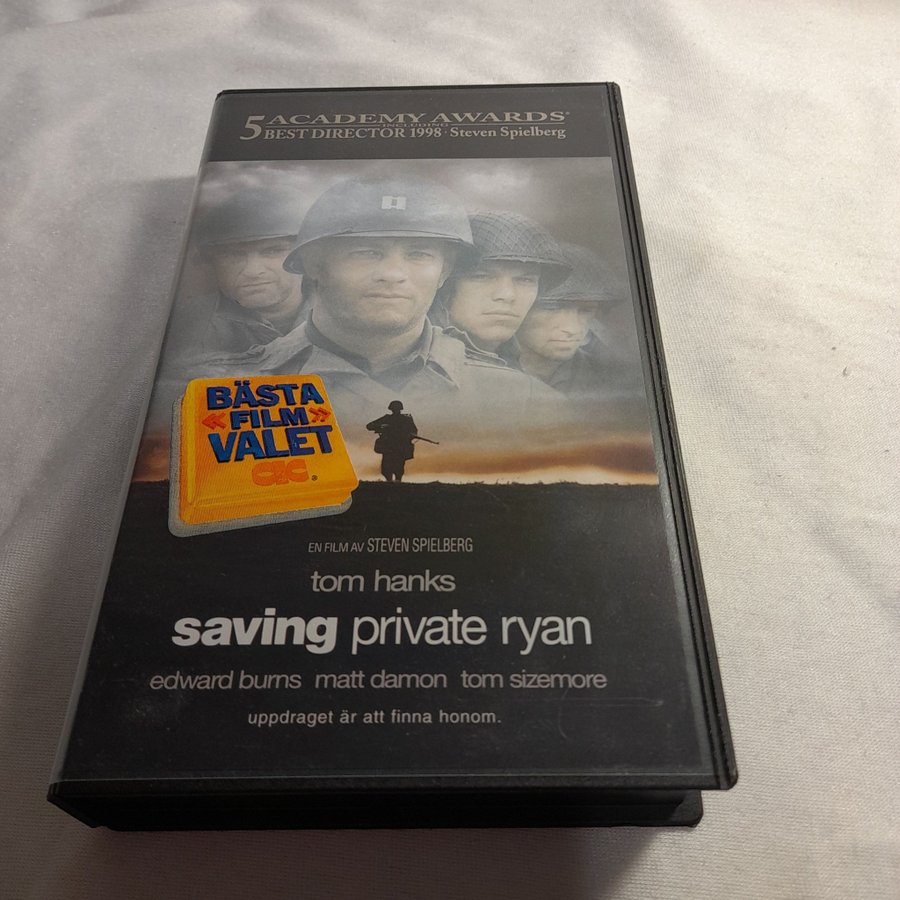 5 ACADEMY AWARDS®
INCLUDING
BEST DIRECTOR 1998 · Steven Spielberg
BÄSTA
«FILM»
VALET
CIC®
EN FILM AV STEVEN SPIELBERG
tom hanks
saving private ryan
edward burns matt damon tom sizemore
uppdraget är att finna honom.